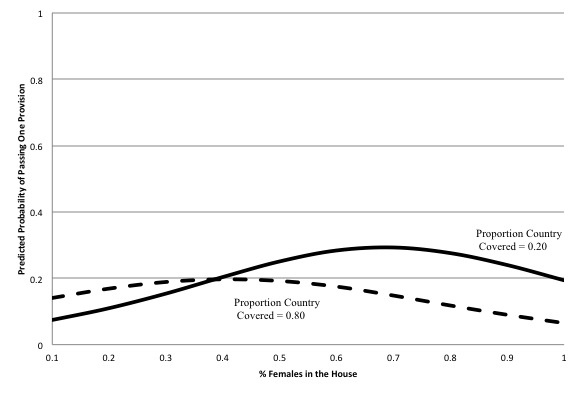 1
0.8
0.6
0.4
0.2
0
Predicted Probability of Passing One Provision
Proportion Country
Covered = 0.20
Proportion Country
Covered = 0.80
0.1 0.2 0.3 0.4 0.5 0.6 0.7 0.8 0.9 1
% Females in the House